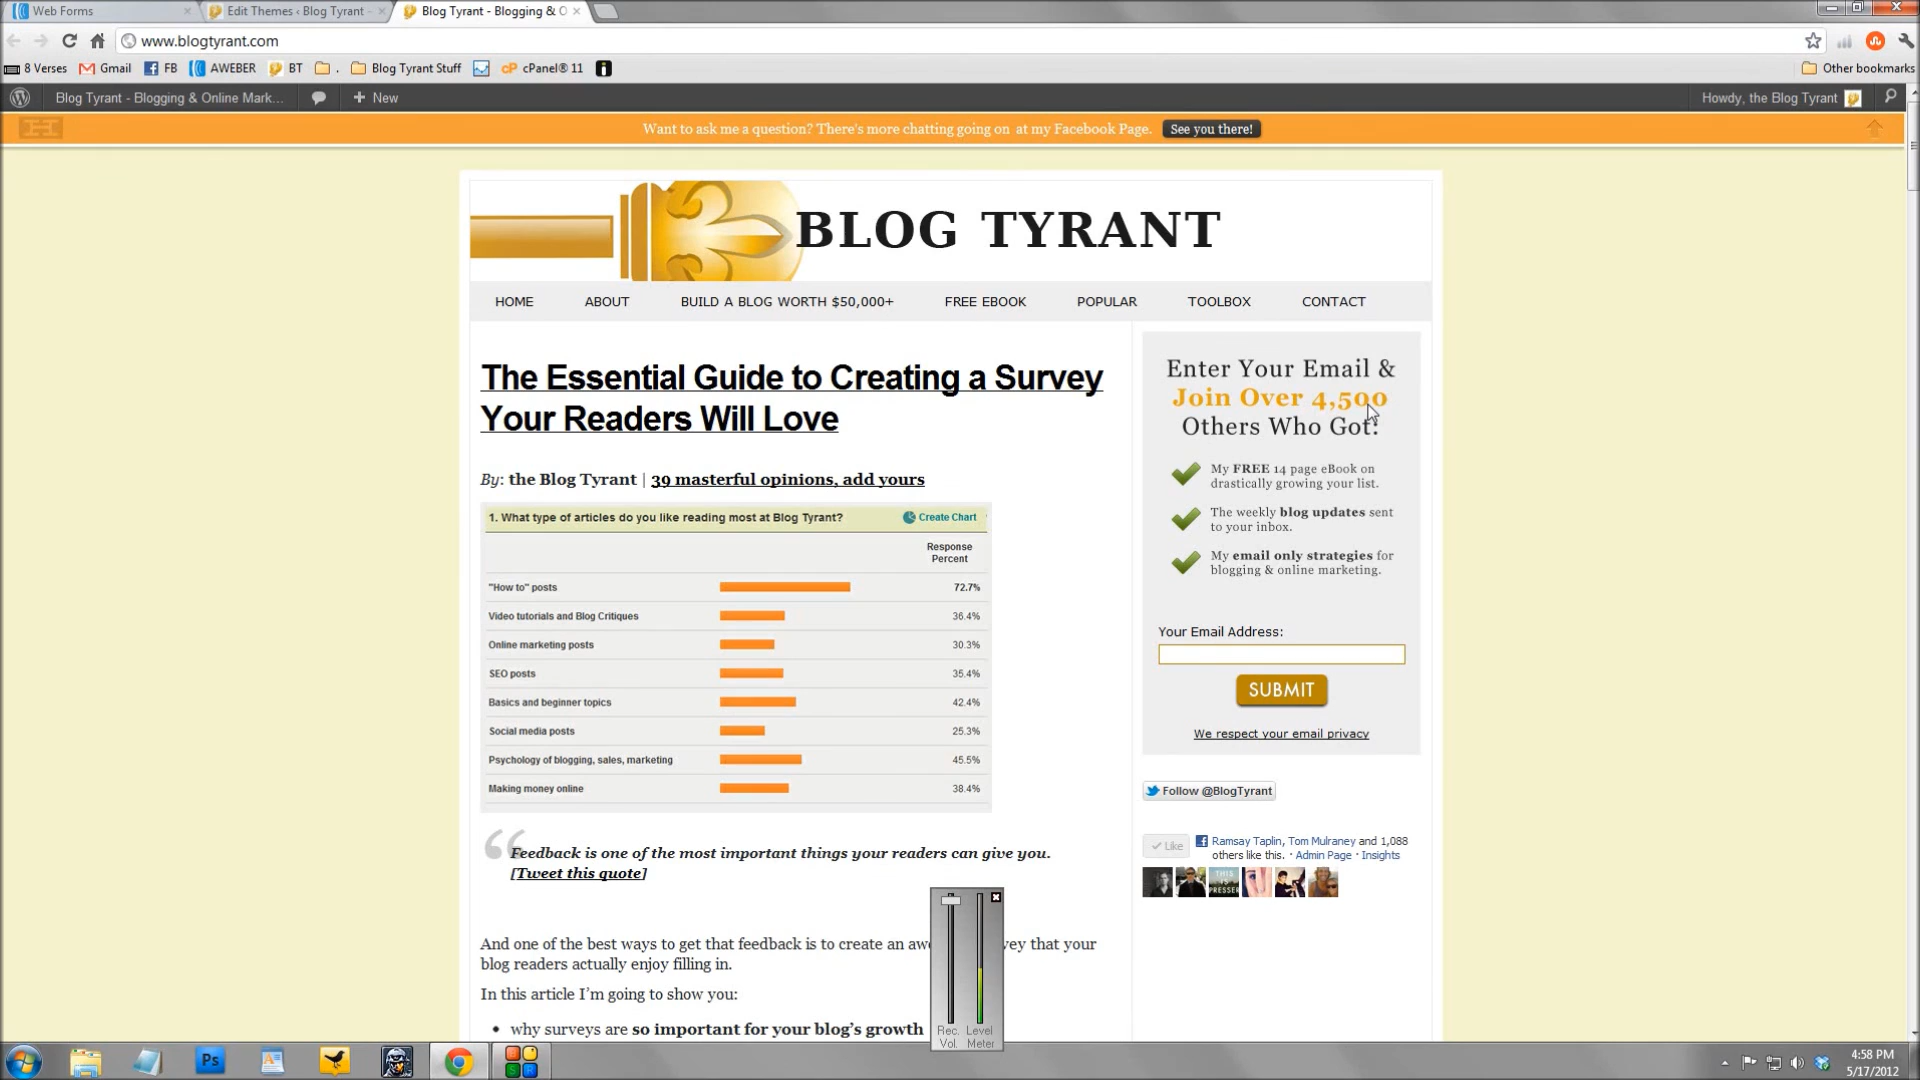 Web Forms
Edit Themes ‹ Blog Tyrant -
Blog Tyrant - Blogging & O
www.blogtyrant.com
8 Verses
Gmail
FB
AWEBER
BT
.
Blog Tyrant Stuff
cPanel® 11
Other bookmarks
Blog Tyrant - Blogging & Online Mark...
New
Howdy, the Blog Tyrant
Want to ask me a question? There's more chatting going on at my Facebook Page.
See you there!
BLOG TYRANT
HOME
ABOUT
BUILD A BLOG WORTH $50,000+
FREE EBOOK
POPULAR
TOOLBOX
CONTACT
The Essential Guide to Creating a Survey
Your Readers Will Love
By: the Blog Tyrant | 39 masterful opinions, add yours
1. What type of articles do you like reading most at Blog Tyrant?
Create Chart
Response
Percent
"How to" posts
72.7%
Video tutorials and Blog Critiques
36.4%
Online marketing posts
30.3%
SEO posts
35.4%
Basics and beginner topics
42.4%
Social media posts
25.3%
Psychology of blogging, sales, marketing
45.5%
Making money online
38.4%
Feedback is one of the most important things your readers can give you.
[Tweet this quote]
And one of the best ways to get that feedback is to create an aw vey that your
blog readers actually enjoy filling in.
In this article I'm going to show you:
• why surveys are so important for your blog's growth
Enter Your Email &
Join Over 4,500
Others Who Got:
My FREE 14 page eBook on
drastically growing your list.
The weekly blog updates sent
to your inbox.
My email only strategies for
blogging & online marketing.
Your Email Address:
SUBMIT
We respect your email privacy
Follow @BlogTyrant
Like
Ramsay Taplin, Tom Mulraney and 1,088
others like this. · Admin Page · Insights
THIS IS
PRESSER
Rec. Level
Vol. Meter
Ps
4:58 PM
5/17/2012